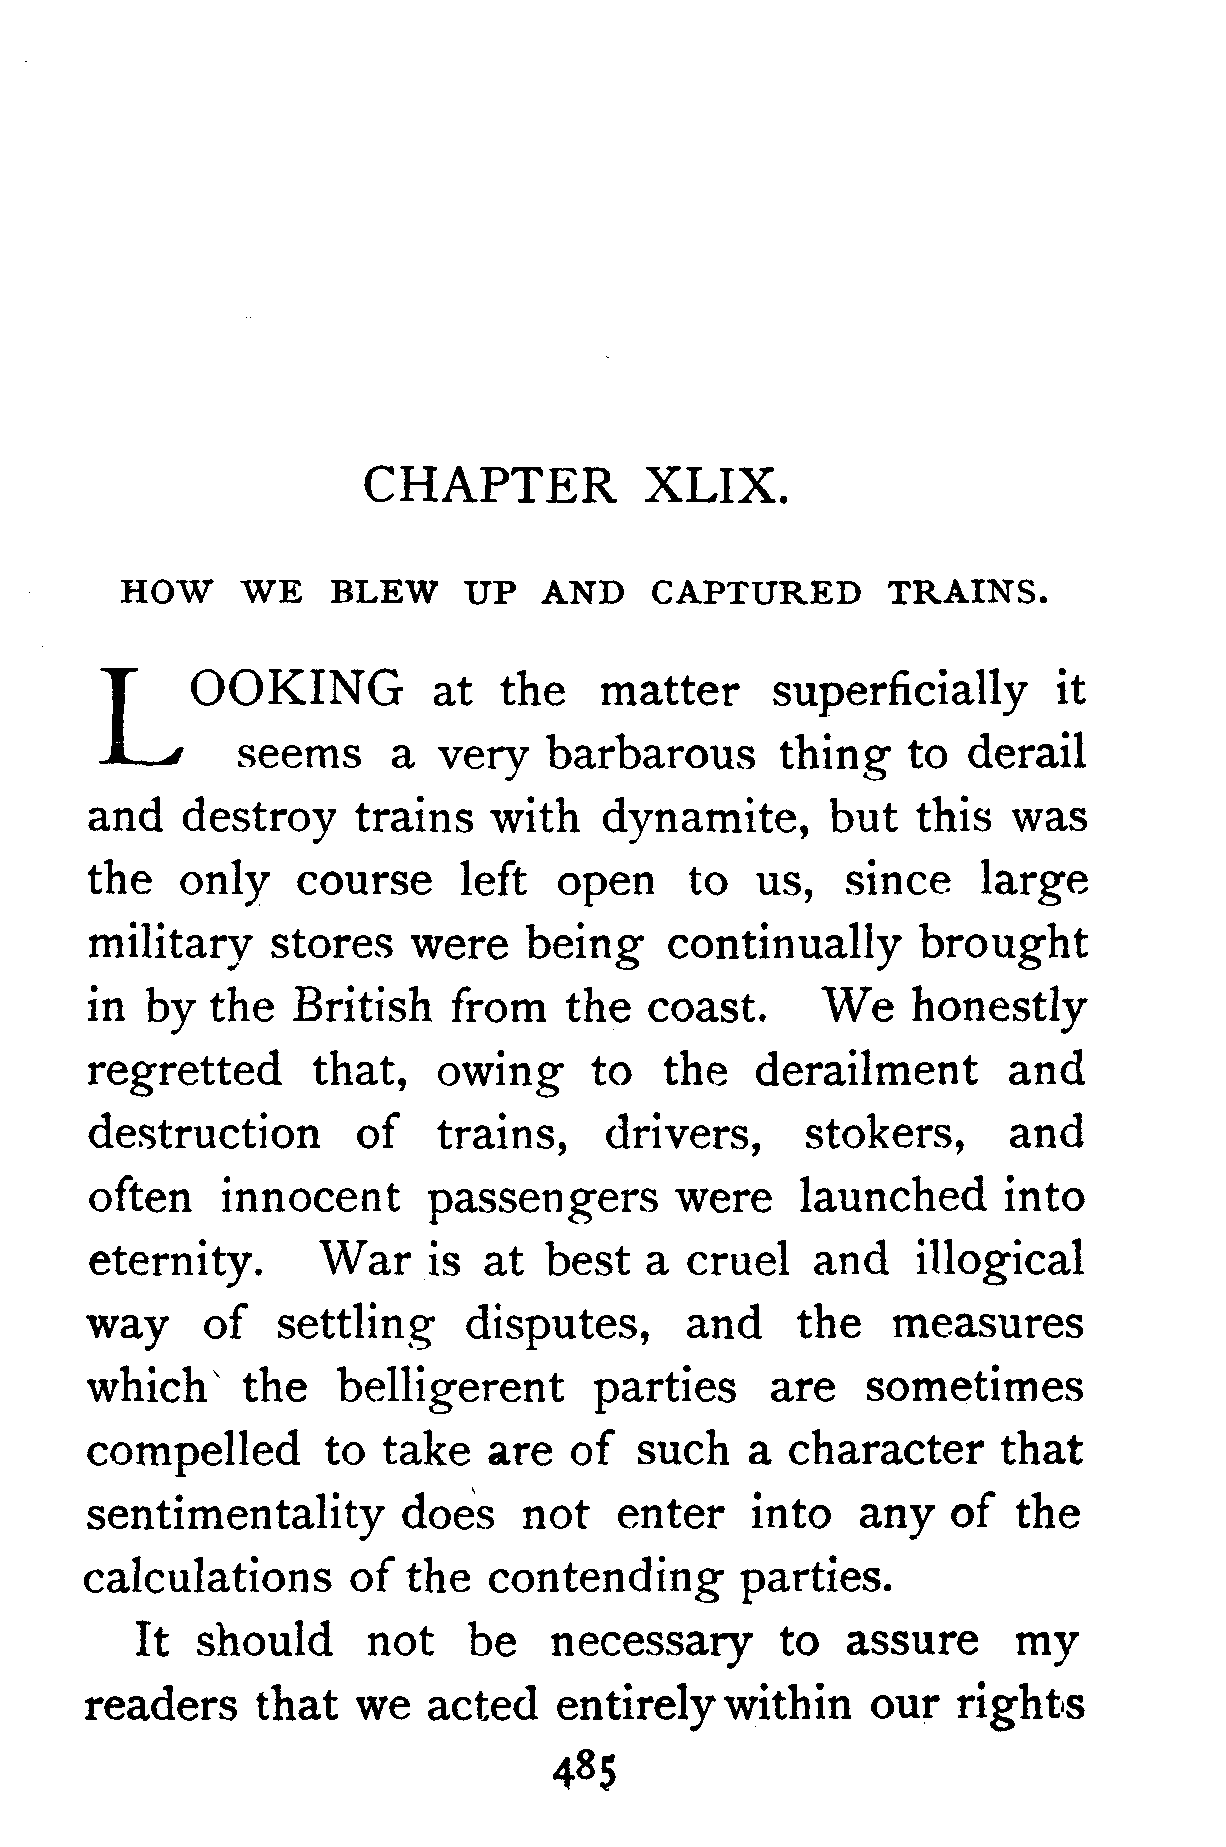 CHAPTER XLIX.
HOW WE BLEW UP AND CAPTURED TRAINS.
LOOKING at the matter superficially it
seems a very barbarous thing to derail
and destroy trains with dynamite, but this was
the only course left open to us, since large
military stores were being continually brought
in by the British from the coast. We honestly
regretted that, owing to the derailment and
destruction of trains, drivers, stokers, and
often innocent passengers were launched into
eternity. War is at best a cruel and illogical
way of settling disputes, and the measures
which the belligerent parties are sometimes
compelled to take are of such a character that
sentimentality does not enter into any of the
calculations of the contending parties.
It should not be necessary to assure my
readers that we acted entirely within our rights
485